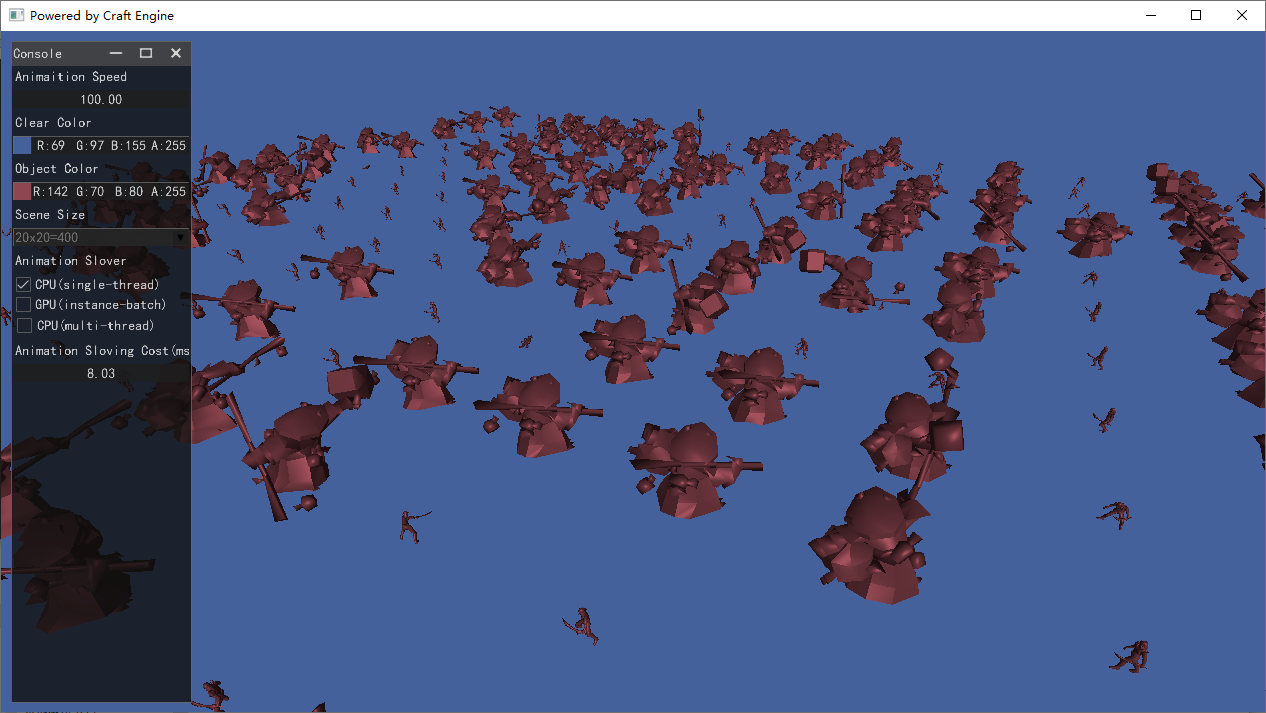 Powered by Craft Engine
Console
Animaition Speed
100.00
Clear Color
R:69 G:97 B:155 A:255
Object Color
R:142 G:70 B:80 A:255
Scene Size
20x20=400
Animation Slover
CPU(single-thread)
GPU(instance-batch)
CPU(multi-thread)
Animation Sloving Cost(ms
8.03